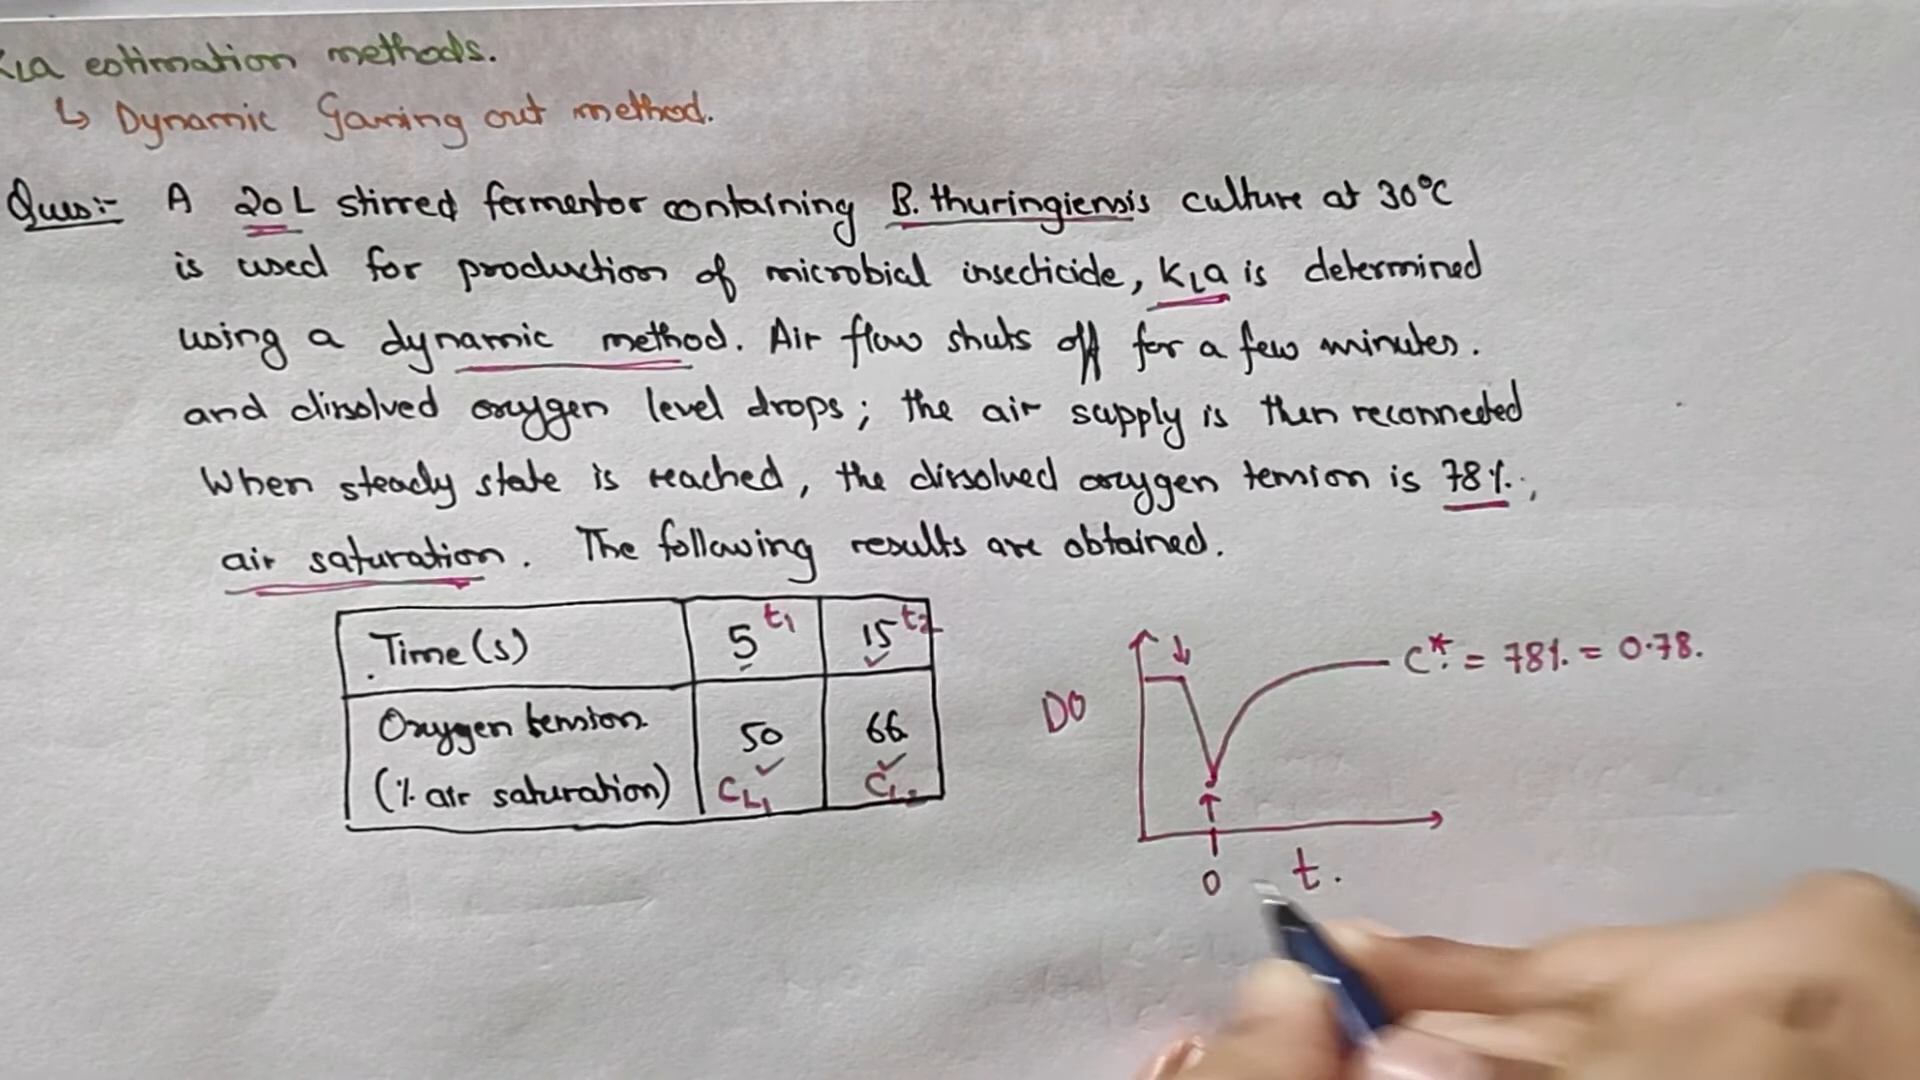 KLa estimation methods.
↳ Dynamic Gassing out method.
Ques:- A 20L stirred fermentor containing B. thuringiensis culture at 30°C
is used for production of microbial insecticide, KLa is determined
using a dynamic method. Air flow shuts off for a few minutes.
and dissolved oxygen level drops; the air supply is then reconnected
When steady state is reached, the dissolved oxygen tension is 78%,
air saturation. The following results are obtained.
Time (s) 5 t1 15 t2
Oxygen tension 50 66
(% air saturation) CL1 CL2
C* = 78% = 0.78.
DO
0 t.